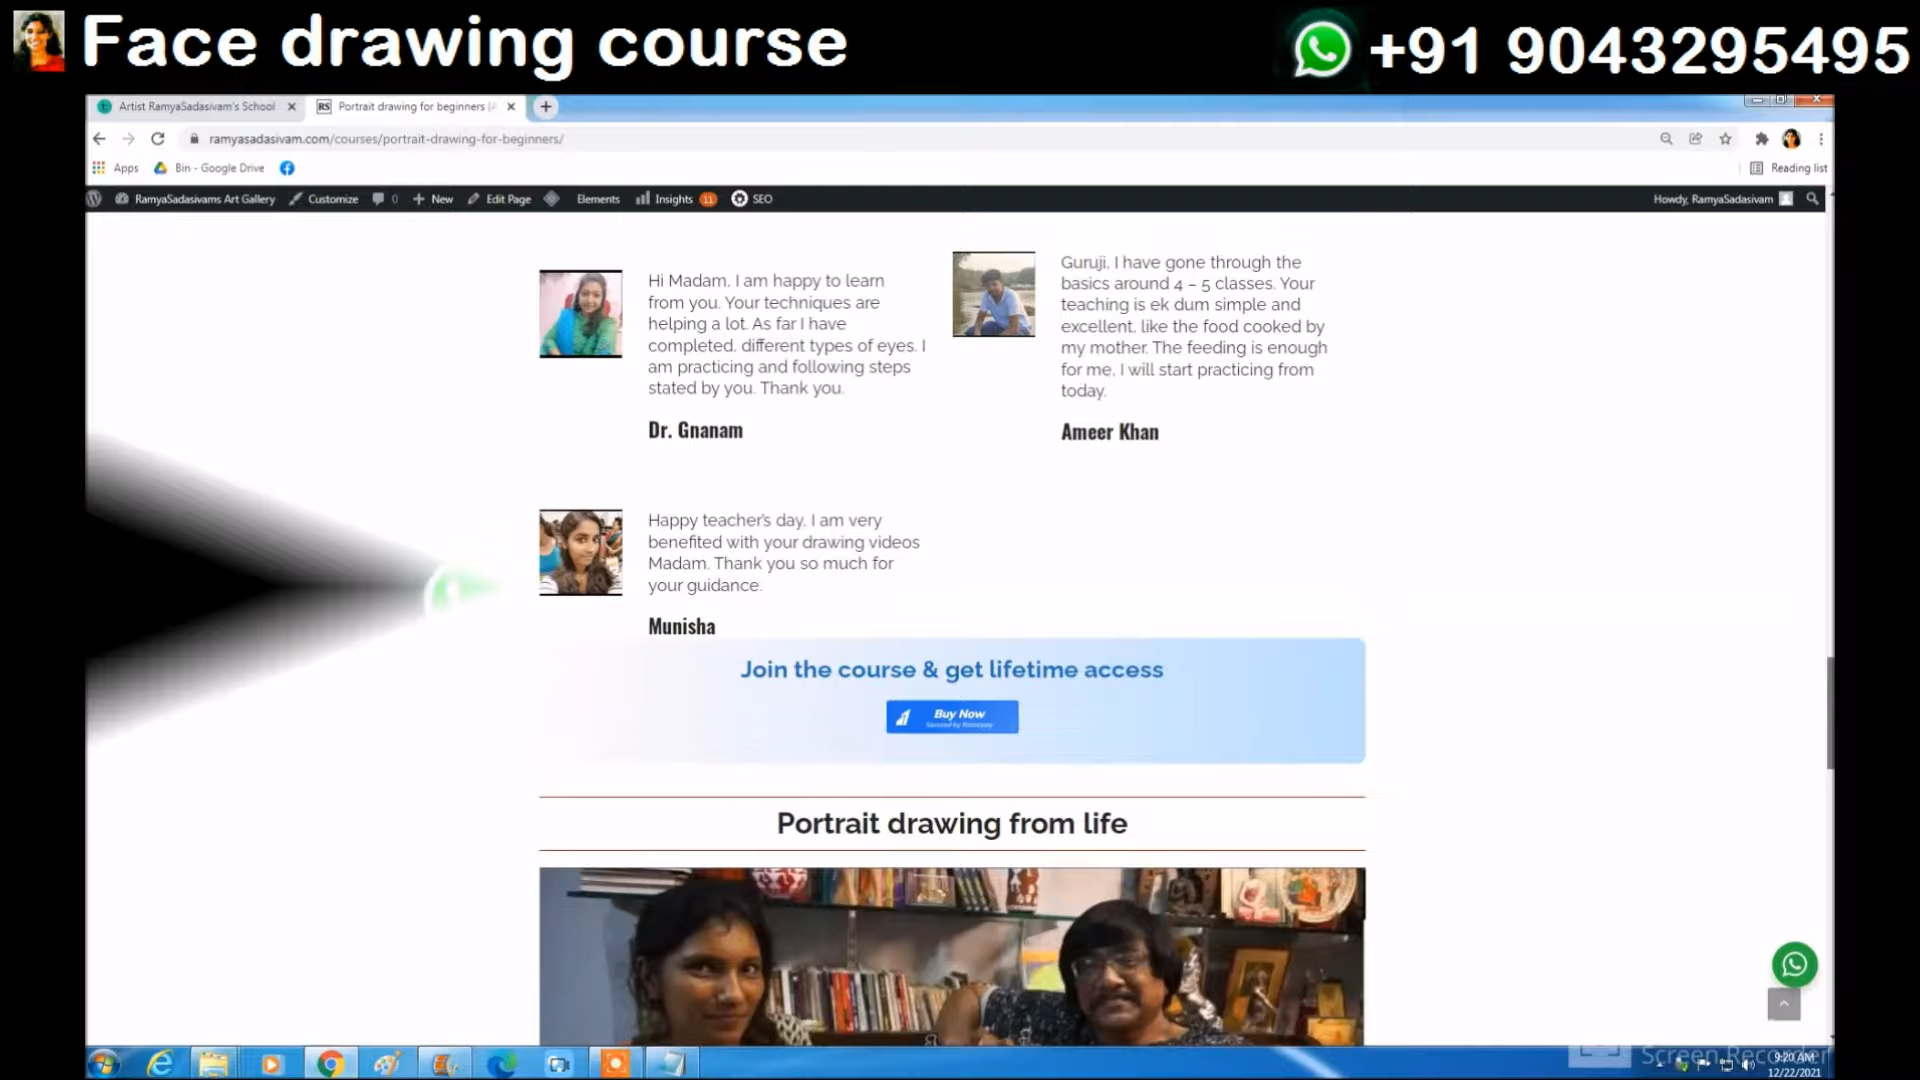 Face drawing course
+91 9043295495
Artist RamyaSadasivam's School
RS Portrait drawing for beginners (
ramyasadasivam.com/courses/portrait-drawing-for-beginners/
Apps
Bin - Google Drive
Reading list
RamyaSadasivams Art Gallery
Customize
0
New
Edit Page
Elements
Insights 11
SEO
Howdy, RamyaSadasivam
Hi Madam, I am happy to learn
from you. Your techniques are
helping a lot. As far I have
completed, different types of eyes. I
am practicing and following steps
stated by you. Thank you.
Dr. Gnanam
Guruji, I have gone through the
basics around 4 – 5 classes. Your
teaching is ek dum simple and
excellent, like the food cooked by
my mother. The feeding is enough
for me, I will start practicing from
today.
Ameer Khan
Happy teacher's day. I am very
benefited with your drawing videos
Madam. Thank you so much for
your guidance.
Munisha
Join the course & get lifetime access
Buy Now
Secured by Razorpay
Portrait drawing from life
Screen Recorder
9:20 AM
12/22/2021